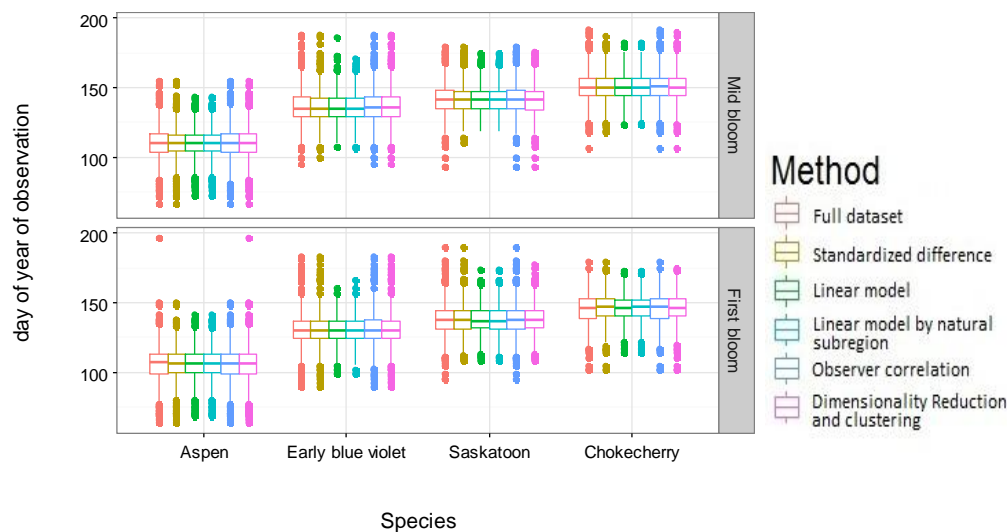 200
150
100
Mid bloom
200
150
100
First bloom
day of year of observation
Aspen
Early blue violet
Saskatoon
Chokecherry
Species
Method
Full dataset
Standardized difference
Linear model
Linear model by natural
subregion
Observer correlation
Dimensionality Reduction
and clustering